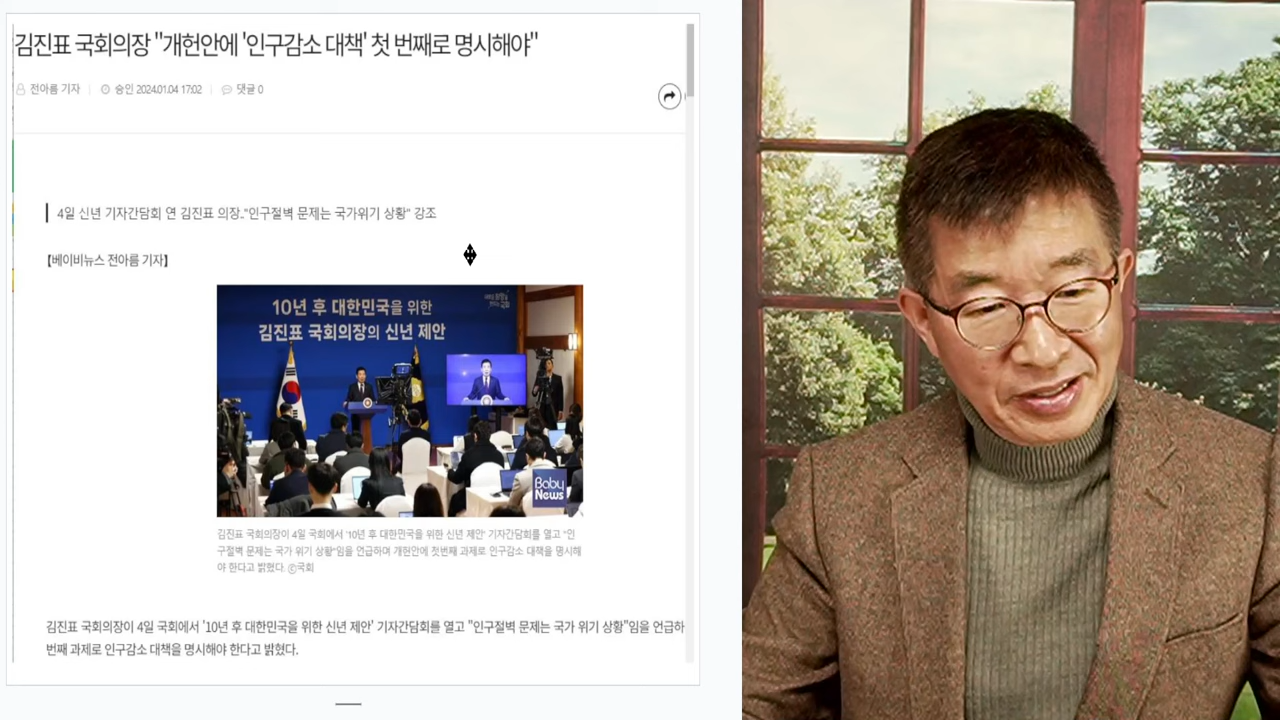 김진표 국회의장 "개헌안에 '인구감소 대책' 첫 번째로 명시해야"
전아름 기자 승인 2024.01.04 17:02 댓글 0
4일 신년 기자간담회 연 김진표 의장.."인구절벽 문제는 국가위기 상황" 강조
【베이비뉴스 전아름 기자】
10년 후 대한민국을 위한
김진표 국회의장의 신년 제안
Baby
News
김진표 국회의장이 4일 국회에서 '10년 후 대한민국을 위한 신년 제안' 기자간담회를 열고 "인
구절벽 문제는 국가 위기 상황"임을 언급하며 개헌안에 첫번째 과제로 인구감소 대책을 명시해
야 한다고 밝혔다. ⓒ국회
김진표 국회의장이 4일 국회에서 '10년 후 대한민국을 위한 신년 제안' 기자간담회를 열고 "인구절벽 문제는 국가 위기 상황"임을 언급하
번째 과제로 인구감소 대책을 명시해야 한다고 밝혔다.